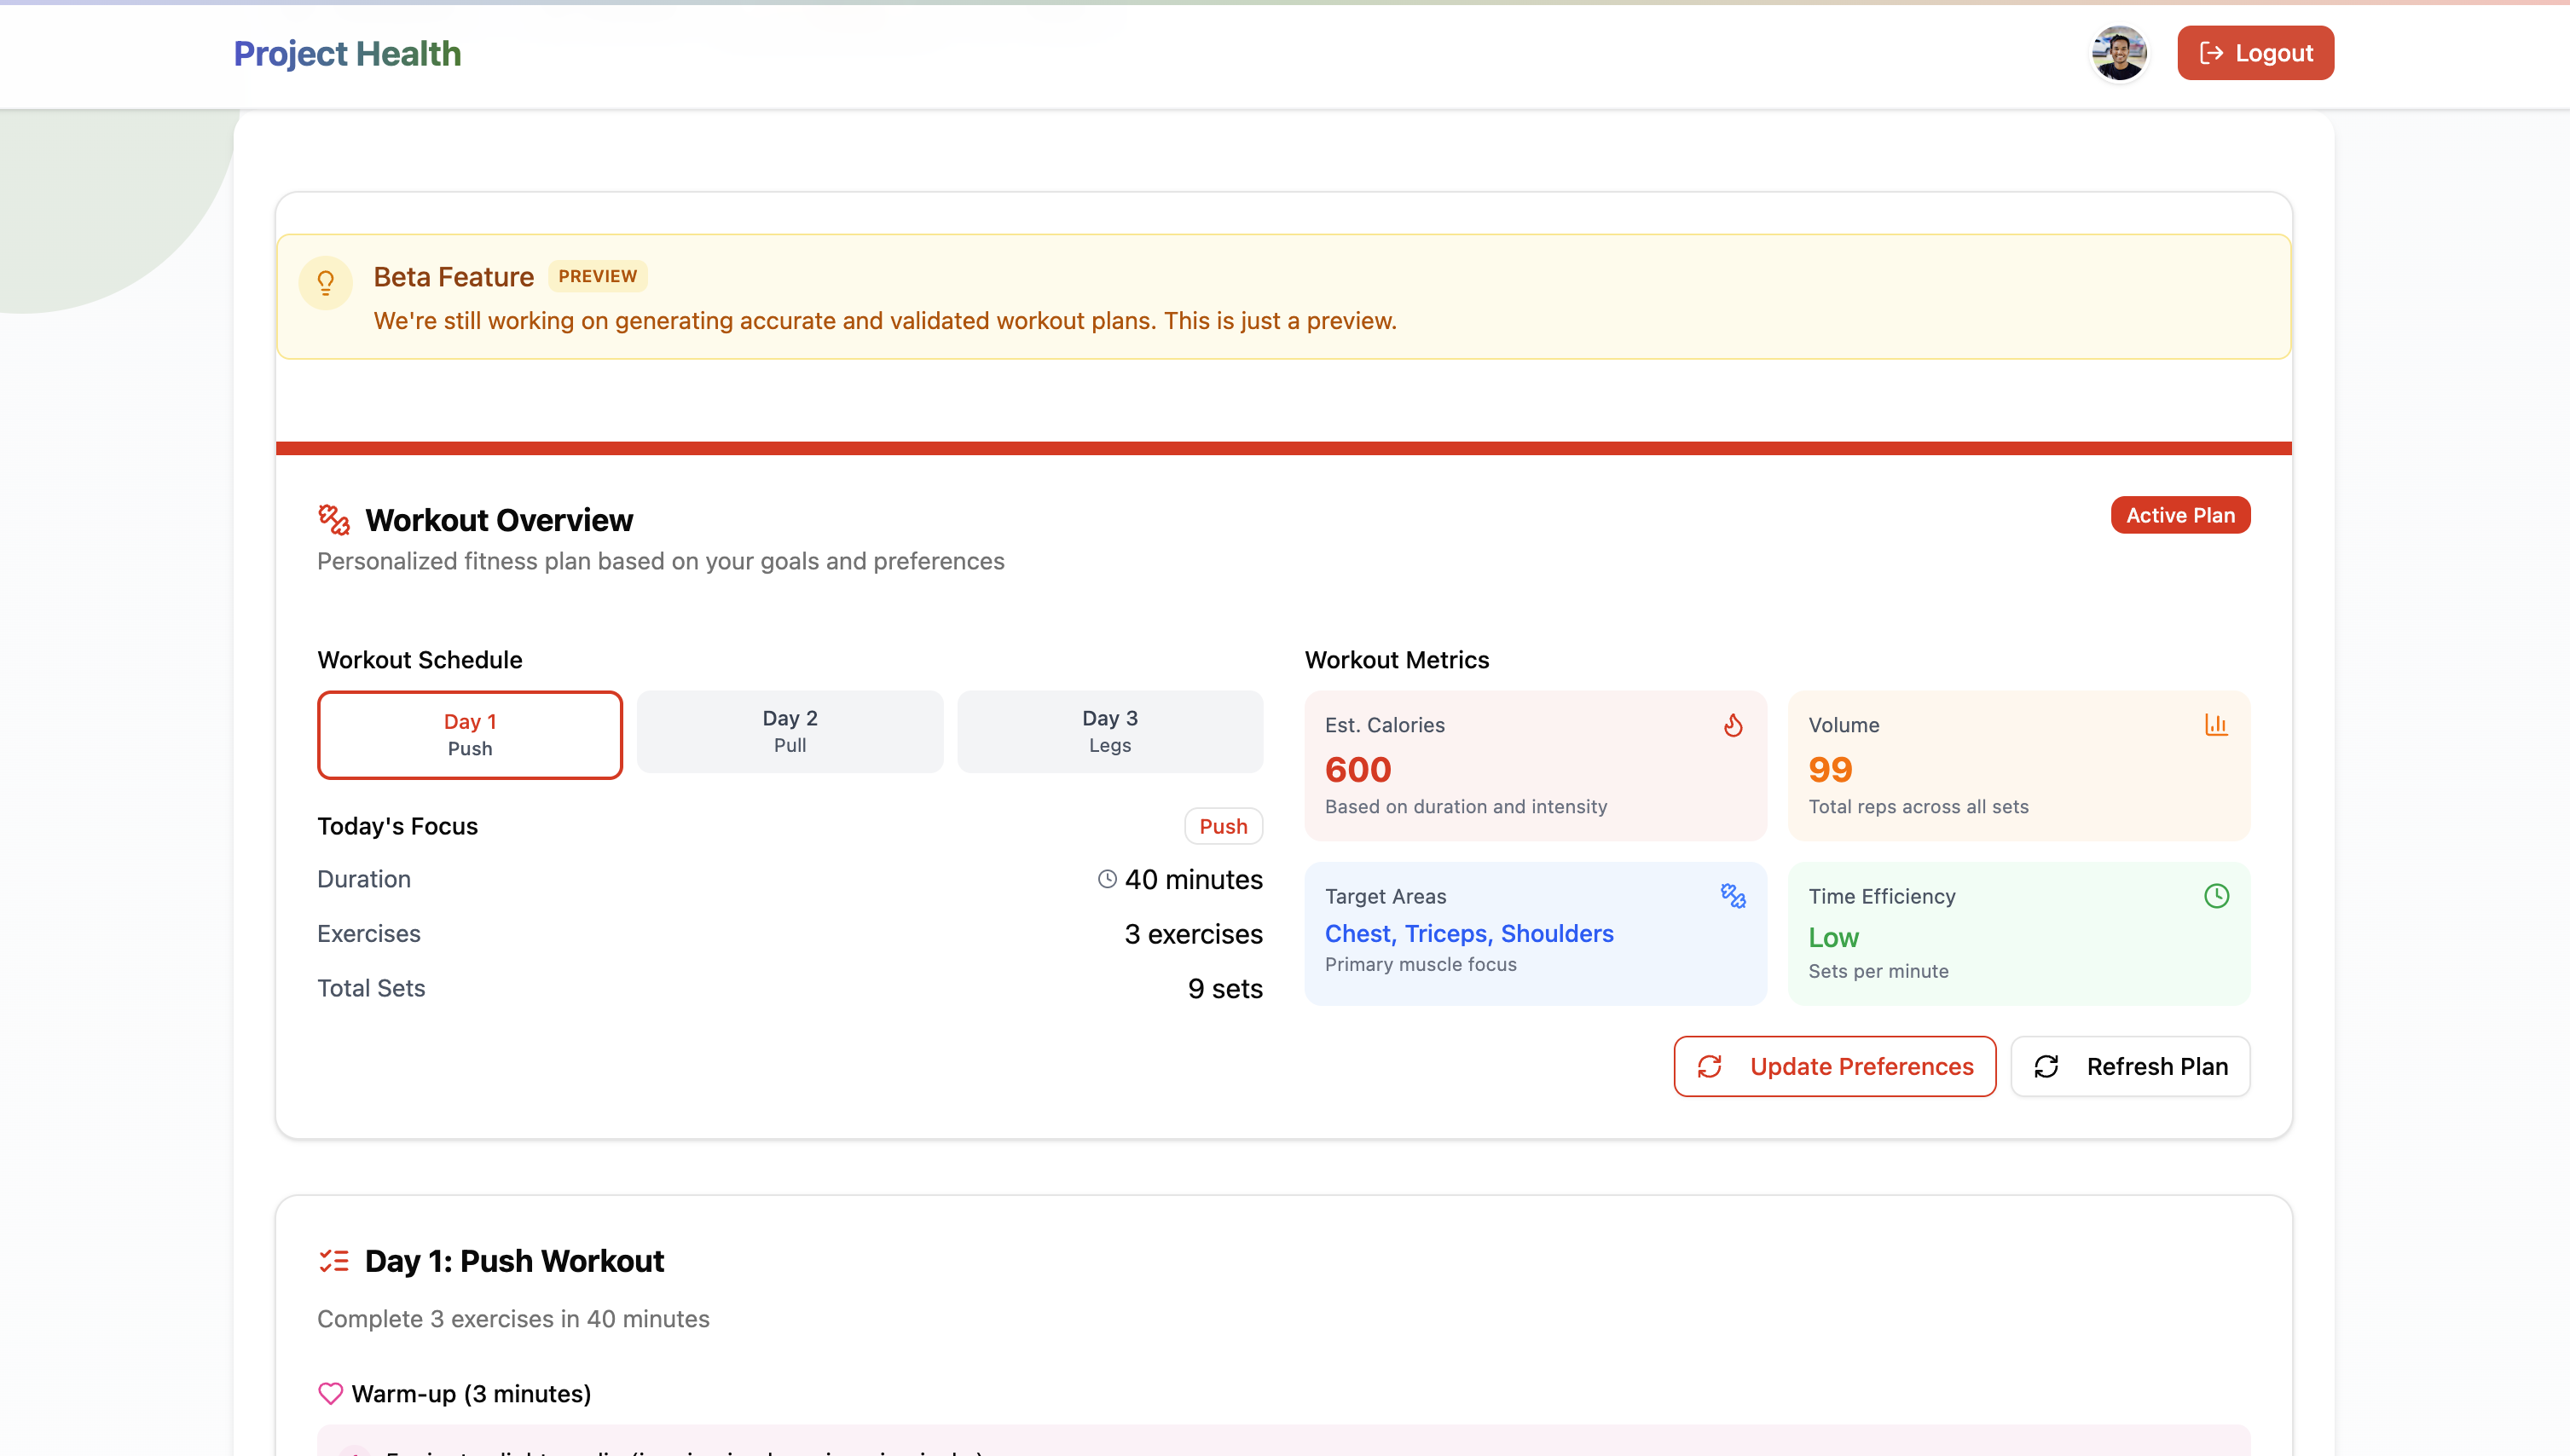 Project Health
Logout
Beta Feature PREVIEW
We're still working on generating accurate and validated workout plans. This is just a preview.
Workout Overview
Active Plan
Personalized fitness plan based on your goals and preferences
Workout Schedule
Day 1
Push
Day 2
Pull
Day 3
Legs
Today's Focus
Push
Duration
40 minutes
Exercises
3 exercises
Total Sets
9 sets
Workout Metrics
Est. Calories
600
Based on duration and intensity
Volume
99
Total reps across all sets
Target Areas
Chest, Triceps, Shoulders
Primary muscle focus
Time Efficiency
Low
Sets per minute
Update Preferences
Refresh Plan
Day 1: Push Workout
Complete 3 exercises in 40 minutes
Warm-up (3 minutes)